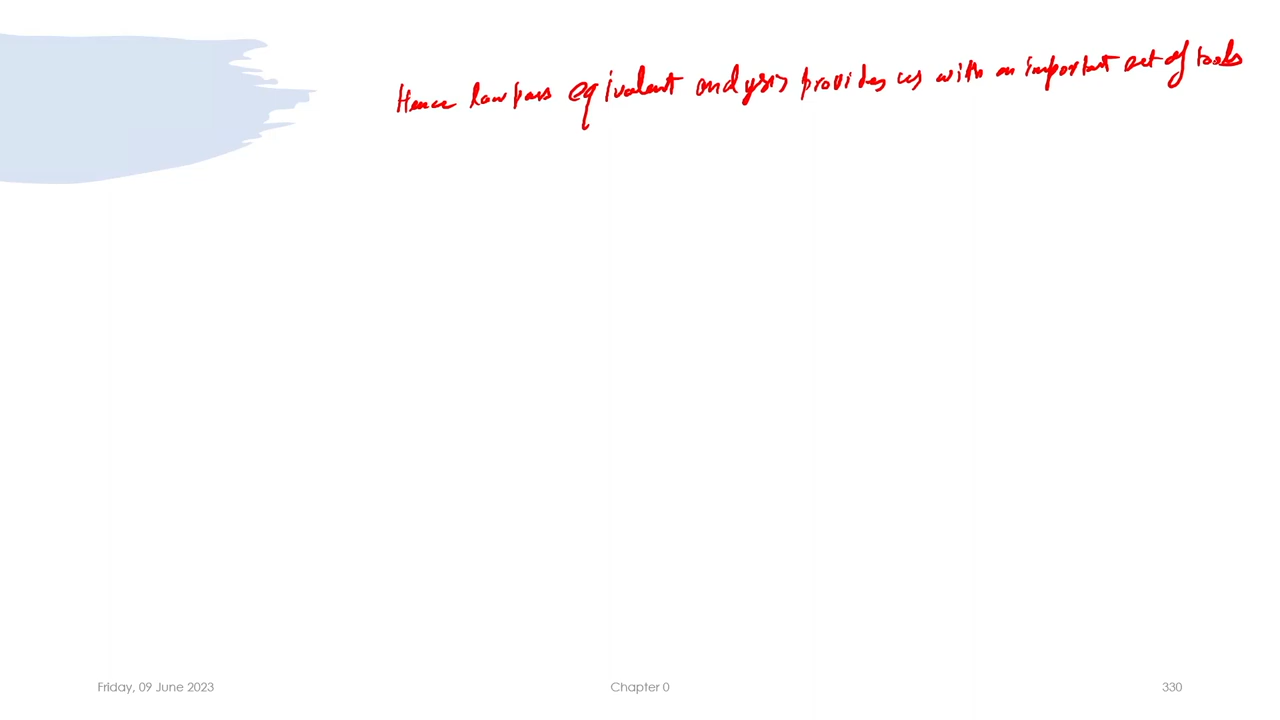 Hence lowpass equivalent analysis provides us with an important set of tools
Friday, 09 June 2023
Chapter 0
330